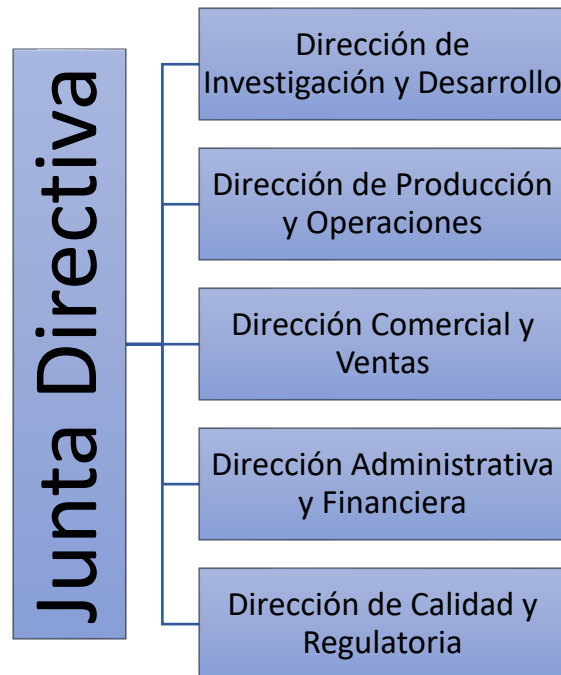 Junta Directiva
Dirección de
Investigación y Desarrollo
Dirección de Producción
y Operaciones
Dirección Comercial y
Ventas
Dirección Administrativa
y Financiera
Dirección de Calidad y
Regulatoria